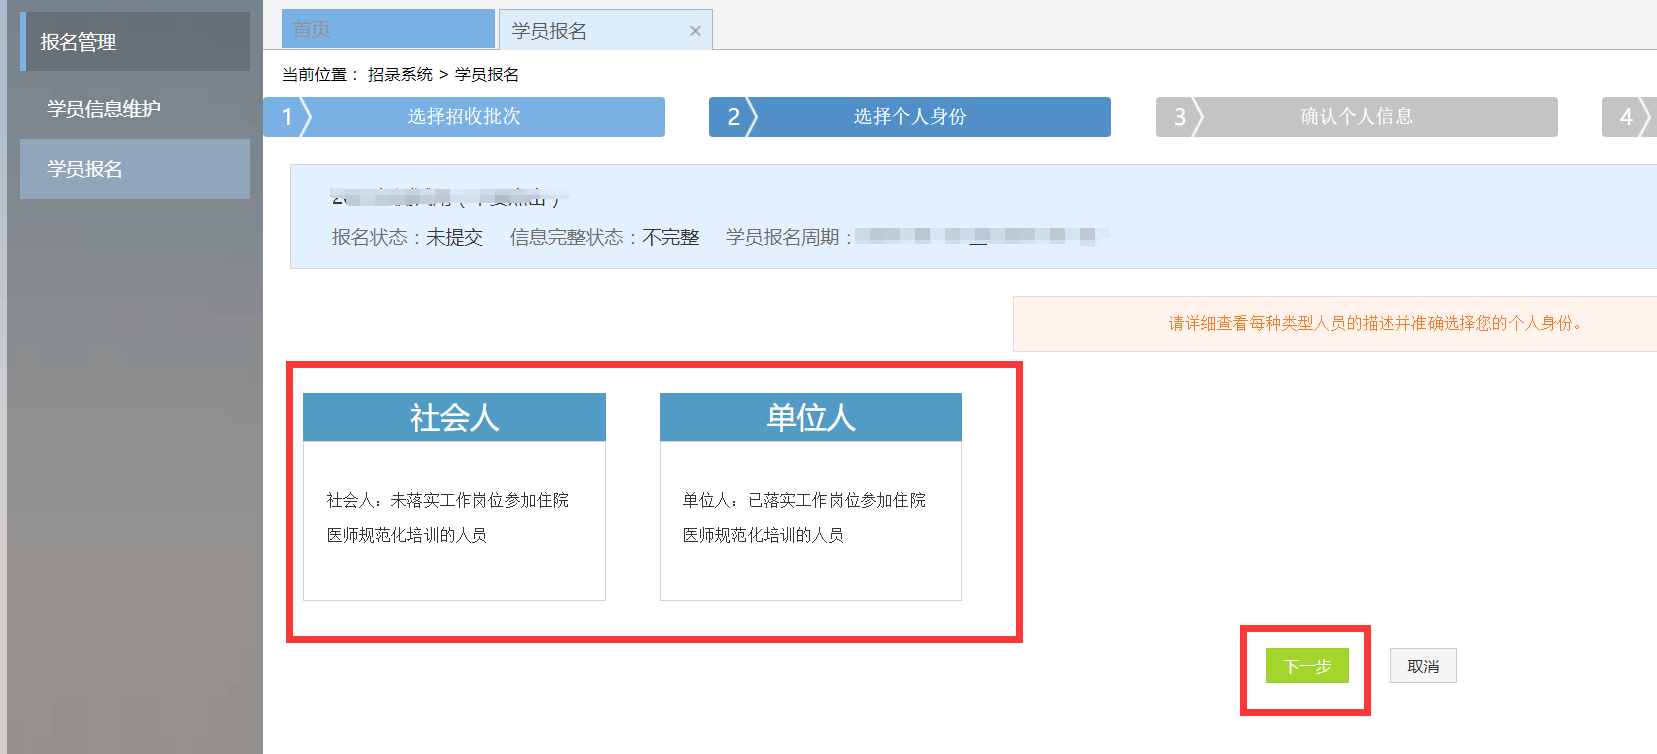 报名管理
学员信息维护
学员报名
首页
学员报名 ×
当前位置： 招录系统 > 学员报名
1 选择招收批次
2 选择个人身份
3 确认个人信息
4
报名状态：未提交 信息完整状态：不完整 学员报名周期：
请详细查看每种类型人员的描述并准确选择您的个人身份。
社会人
社会人：未落实工作岗位参加住院
医师规范化培训的人员
单位人
单位人：已落实工作岗位参加住院
医师规范化培训的人员
下一步
取消